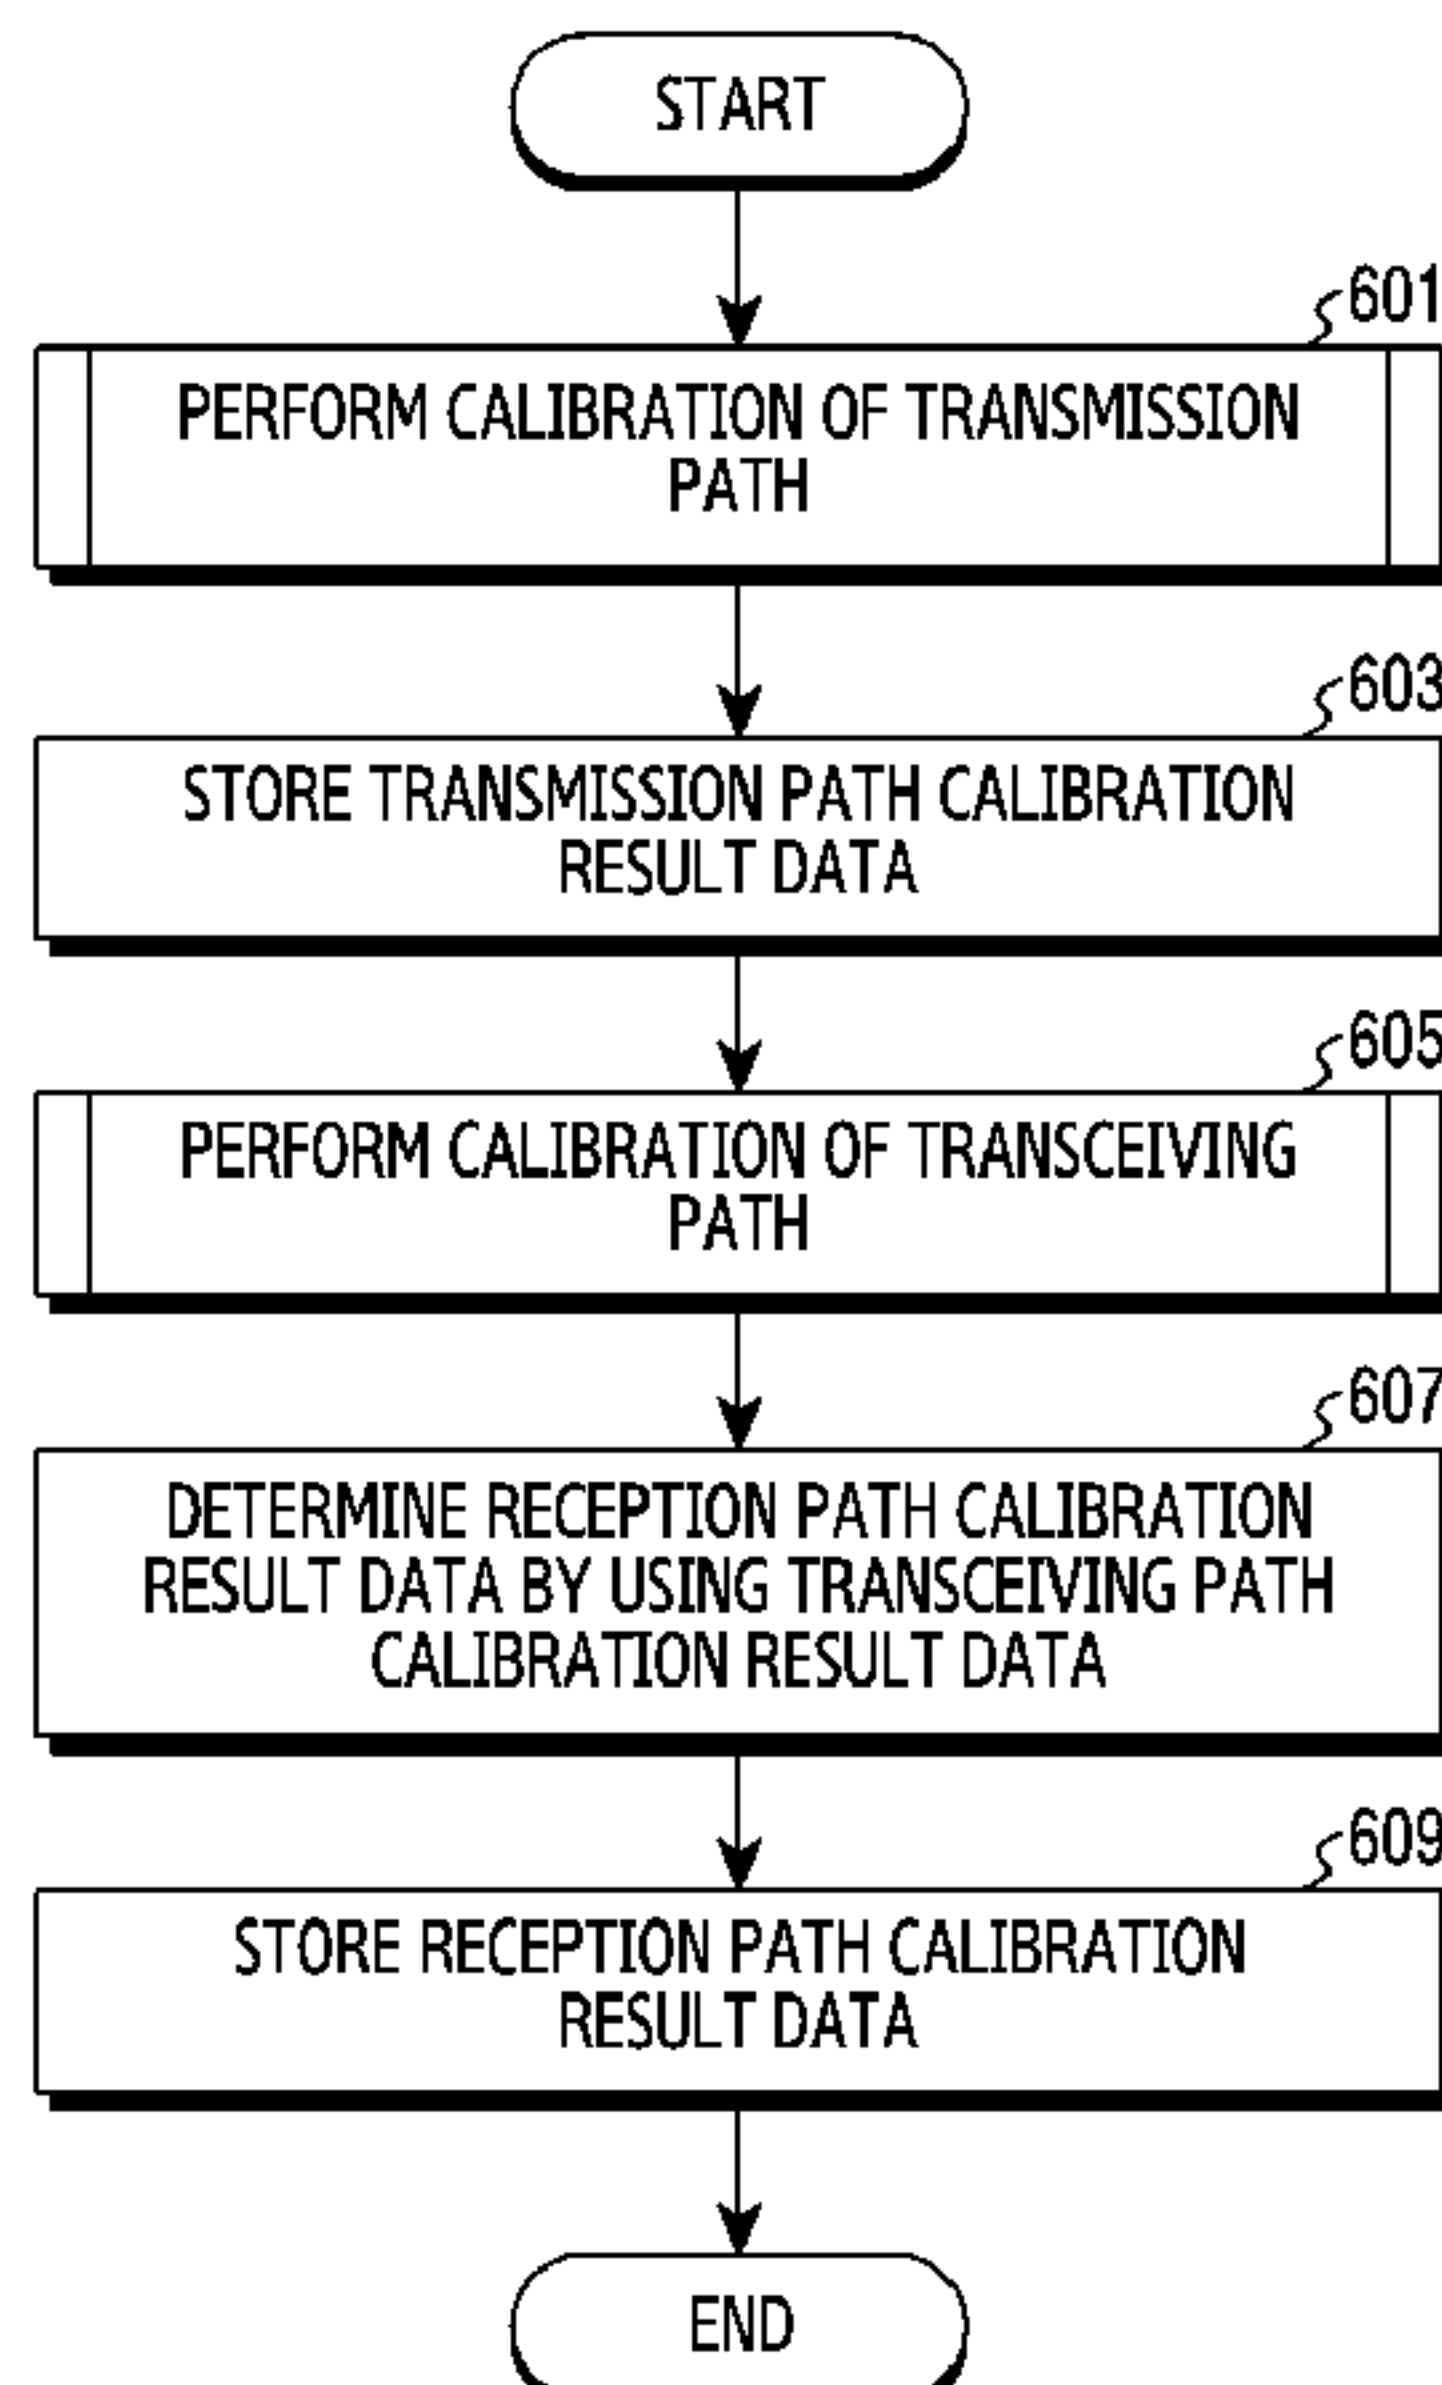 START
601
PERFORM CALIBRATION OF TRANSMISSION
PATH
603
STORE TRANSMISSION PATH CALIBRATION
RESULT DATA
605
PERFORM CALIBRATION OF TRANSCEIVING
PATH
607
DETERMINE RECEPTION PATH CALIBRATION
RESULT DATA BY USING TRANSCEIVING PATH
CALIBRATION RESULT DATA
609
STORE RECEPTION PATH CALIBRATION
RESULT DATA
END